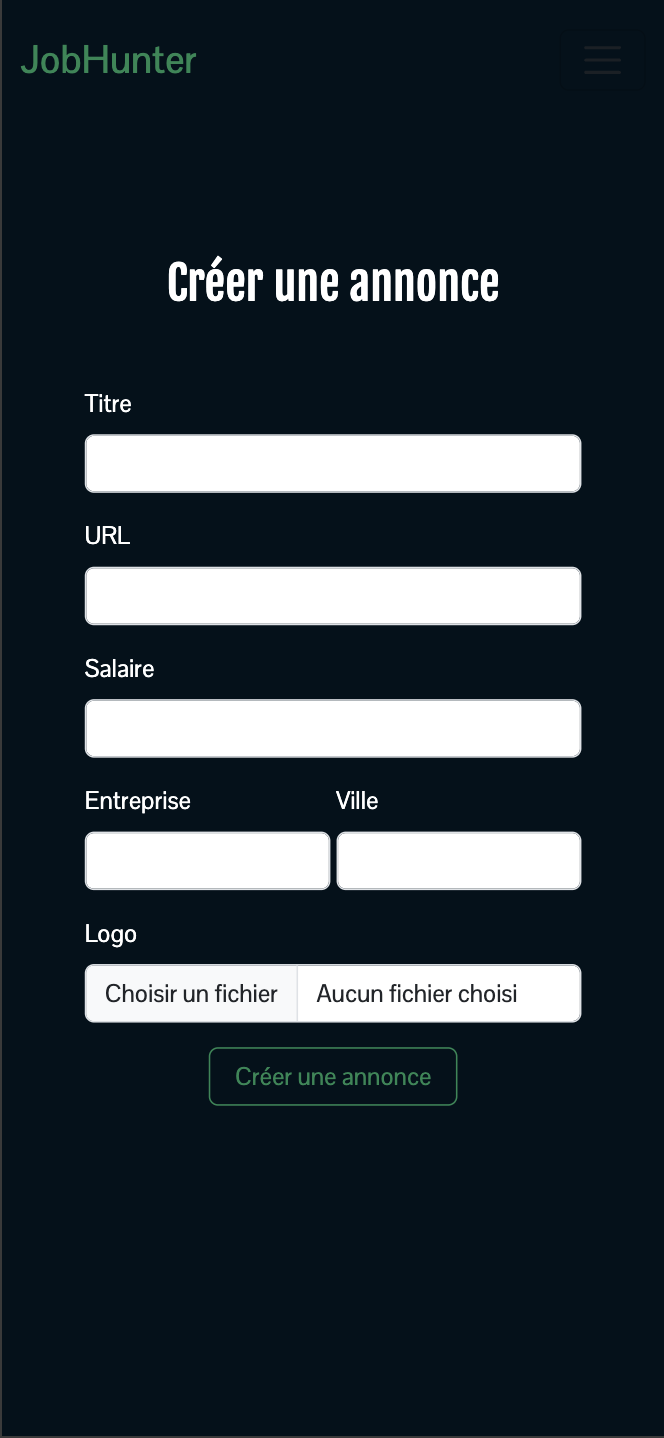 JobHunter
Créer une annonce
Titre
URL
Salaire
Entreprise Ville
Logo
Choisir un fichier Aucun fichier choisi
Créer une annonce